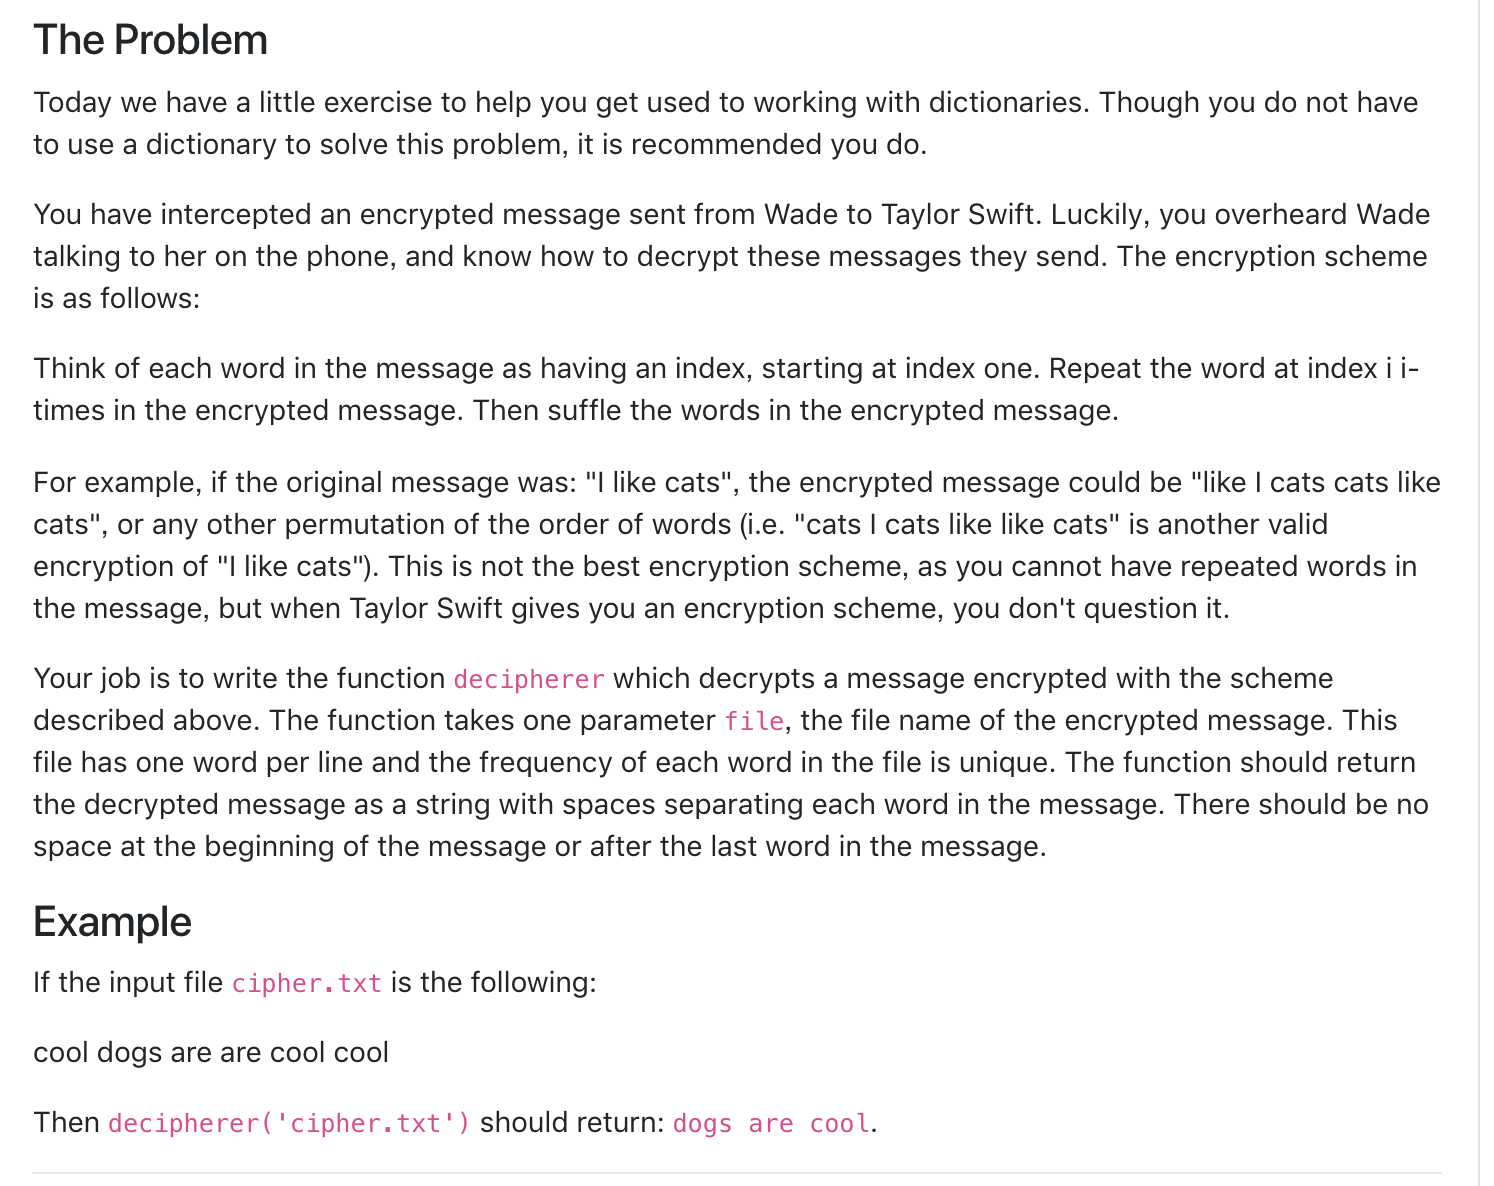 The Problem
Today we have a little exercise to help you get used to working with dictionaries. Though you do not have
to use a dictionary to solve this problem, it is recommended you do.
You have intercepted an encrypted message sent from Wade to Taylor Swift. Luckily, you overheard Wade
talking to her on the phone, and know how to decrypt these messages they send. The encryption scheme
is as follows:
Think of each word in the message as having an index, starting at index one. Repeat the word at index i i-
times in the encrypted message. Then suffle the words in the encrypted message.
For example, if the original message was: "I like cats", the encrypted message could be "like I cats cats like
cats", or any other permutation of the order of words (i.e. "cats I cats like like cats" is another valid
encryption of "I like cats"). This is not the best encryption scheme, as you cannot have repeated words in
the message, but when Taylor Swift gives you an encryption scheme, you don't question it.
Your job is to write the function decipherer which decrypts a message encrypted with the scheme
described above. The function takes one parameter file, the file name of the encrypted message. This
file has one word per line and the frequency of each word in the file is unique. The function should return
the decrypted message as a string with spaces separating each word in the message. There should be no
space at the beginning of the message or after the last word in the message.
Example
If the input file cipher.txt is the following:
cool dogs are are cool cool
Then decipherer('cipher.txt') should return: dogs are cool.